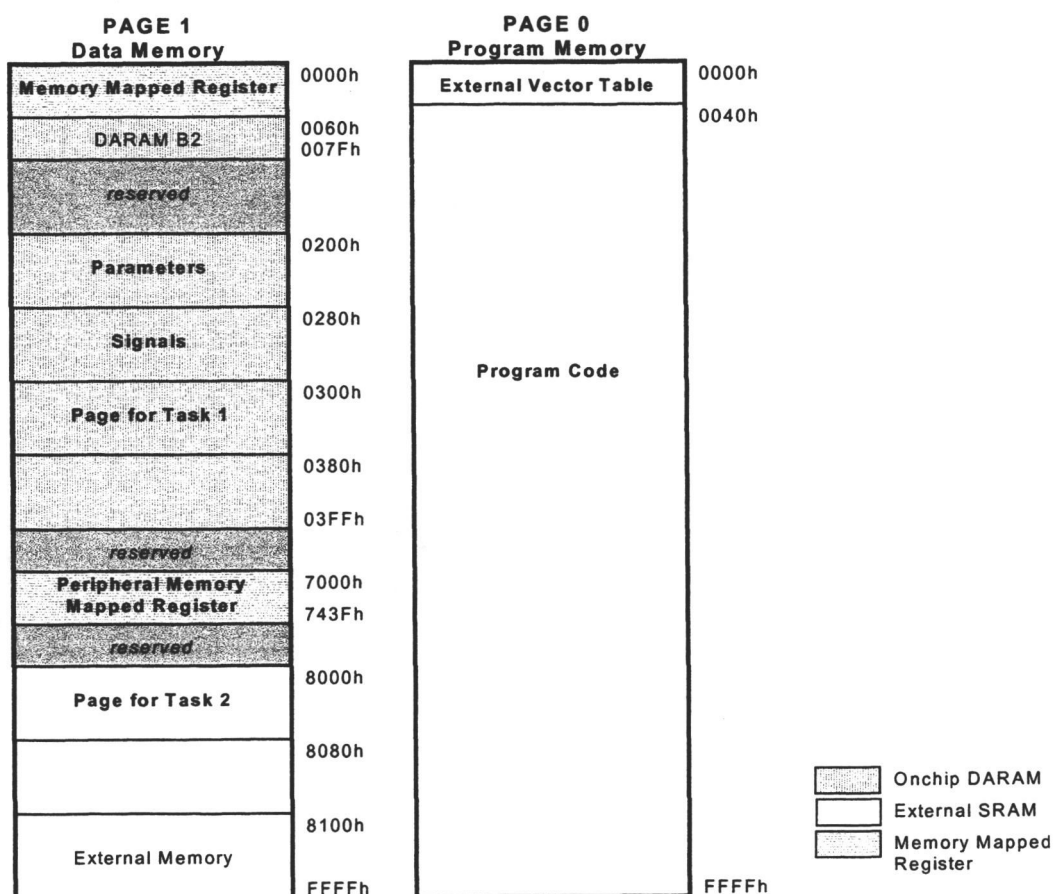 PAGE 1
Data Memory
Memory Mapped Register
0000h
DARAM B2
0060h
007Fh
reserved
Parameters
0200h
Signals
0280h
Page for Task 1
0300h
0380h
03FFh
reserved
Peripheral Memory
Mapped Register
7000h
743Fh
reserved
Page for Task 2
8000h
8080h
8100h
External Memory
FFFFh
PAGE 0
Program Memory
External Vector Table
0000h
0040h
Program Code
FFFFh
Onchip DARAM
External SRAM
Memory Mapped
Register